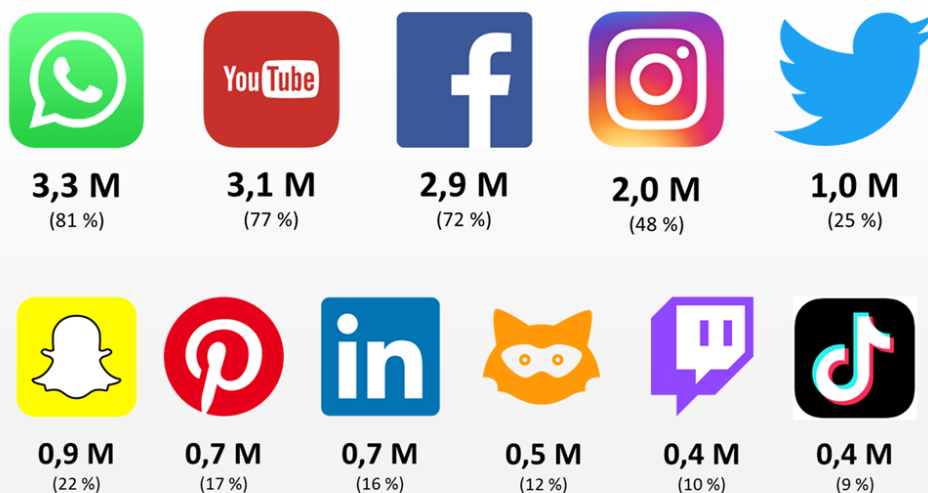 YouTube
f
3,3 M
(81 %)
3,1 M
(77 %)
2,9 M
(72 %)
2,0 M
(48 %)
1,0 M
(25 %)
in
0,9 M
(22 %)
0,7 M
(17 %)
0,7 M
(16 %)
0,5 M
(12 %)
0,4 M
(10 %)
0,4 M
(9 %)